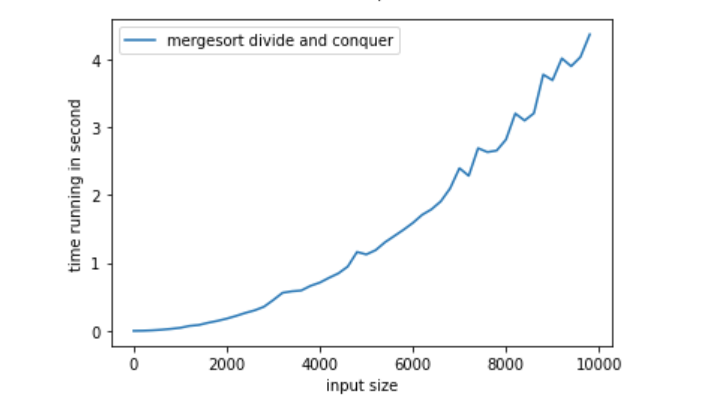 mergesort divide and conquer
time running in second
4
3
2
1
0
0 2000 4000 6000 8000 10000
input size